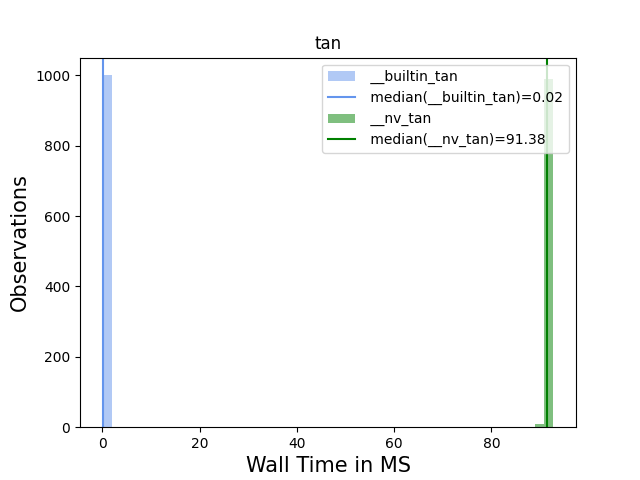 tan
__builtin_tan
median(__builtin_tan)=0.02
__nv_tan
median(__nv_tan)=91.38
1000
800
600
400
200
0
Observations
0 20 40 60 80
Wall Time in MS